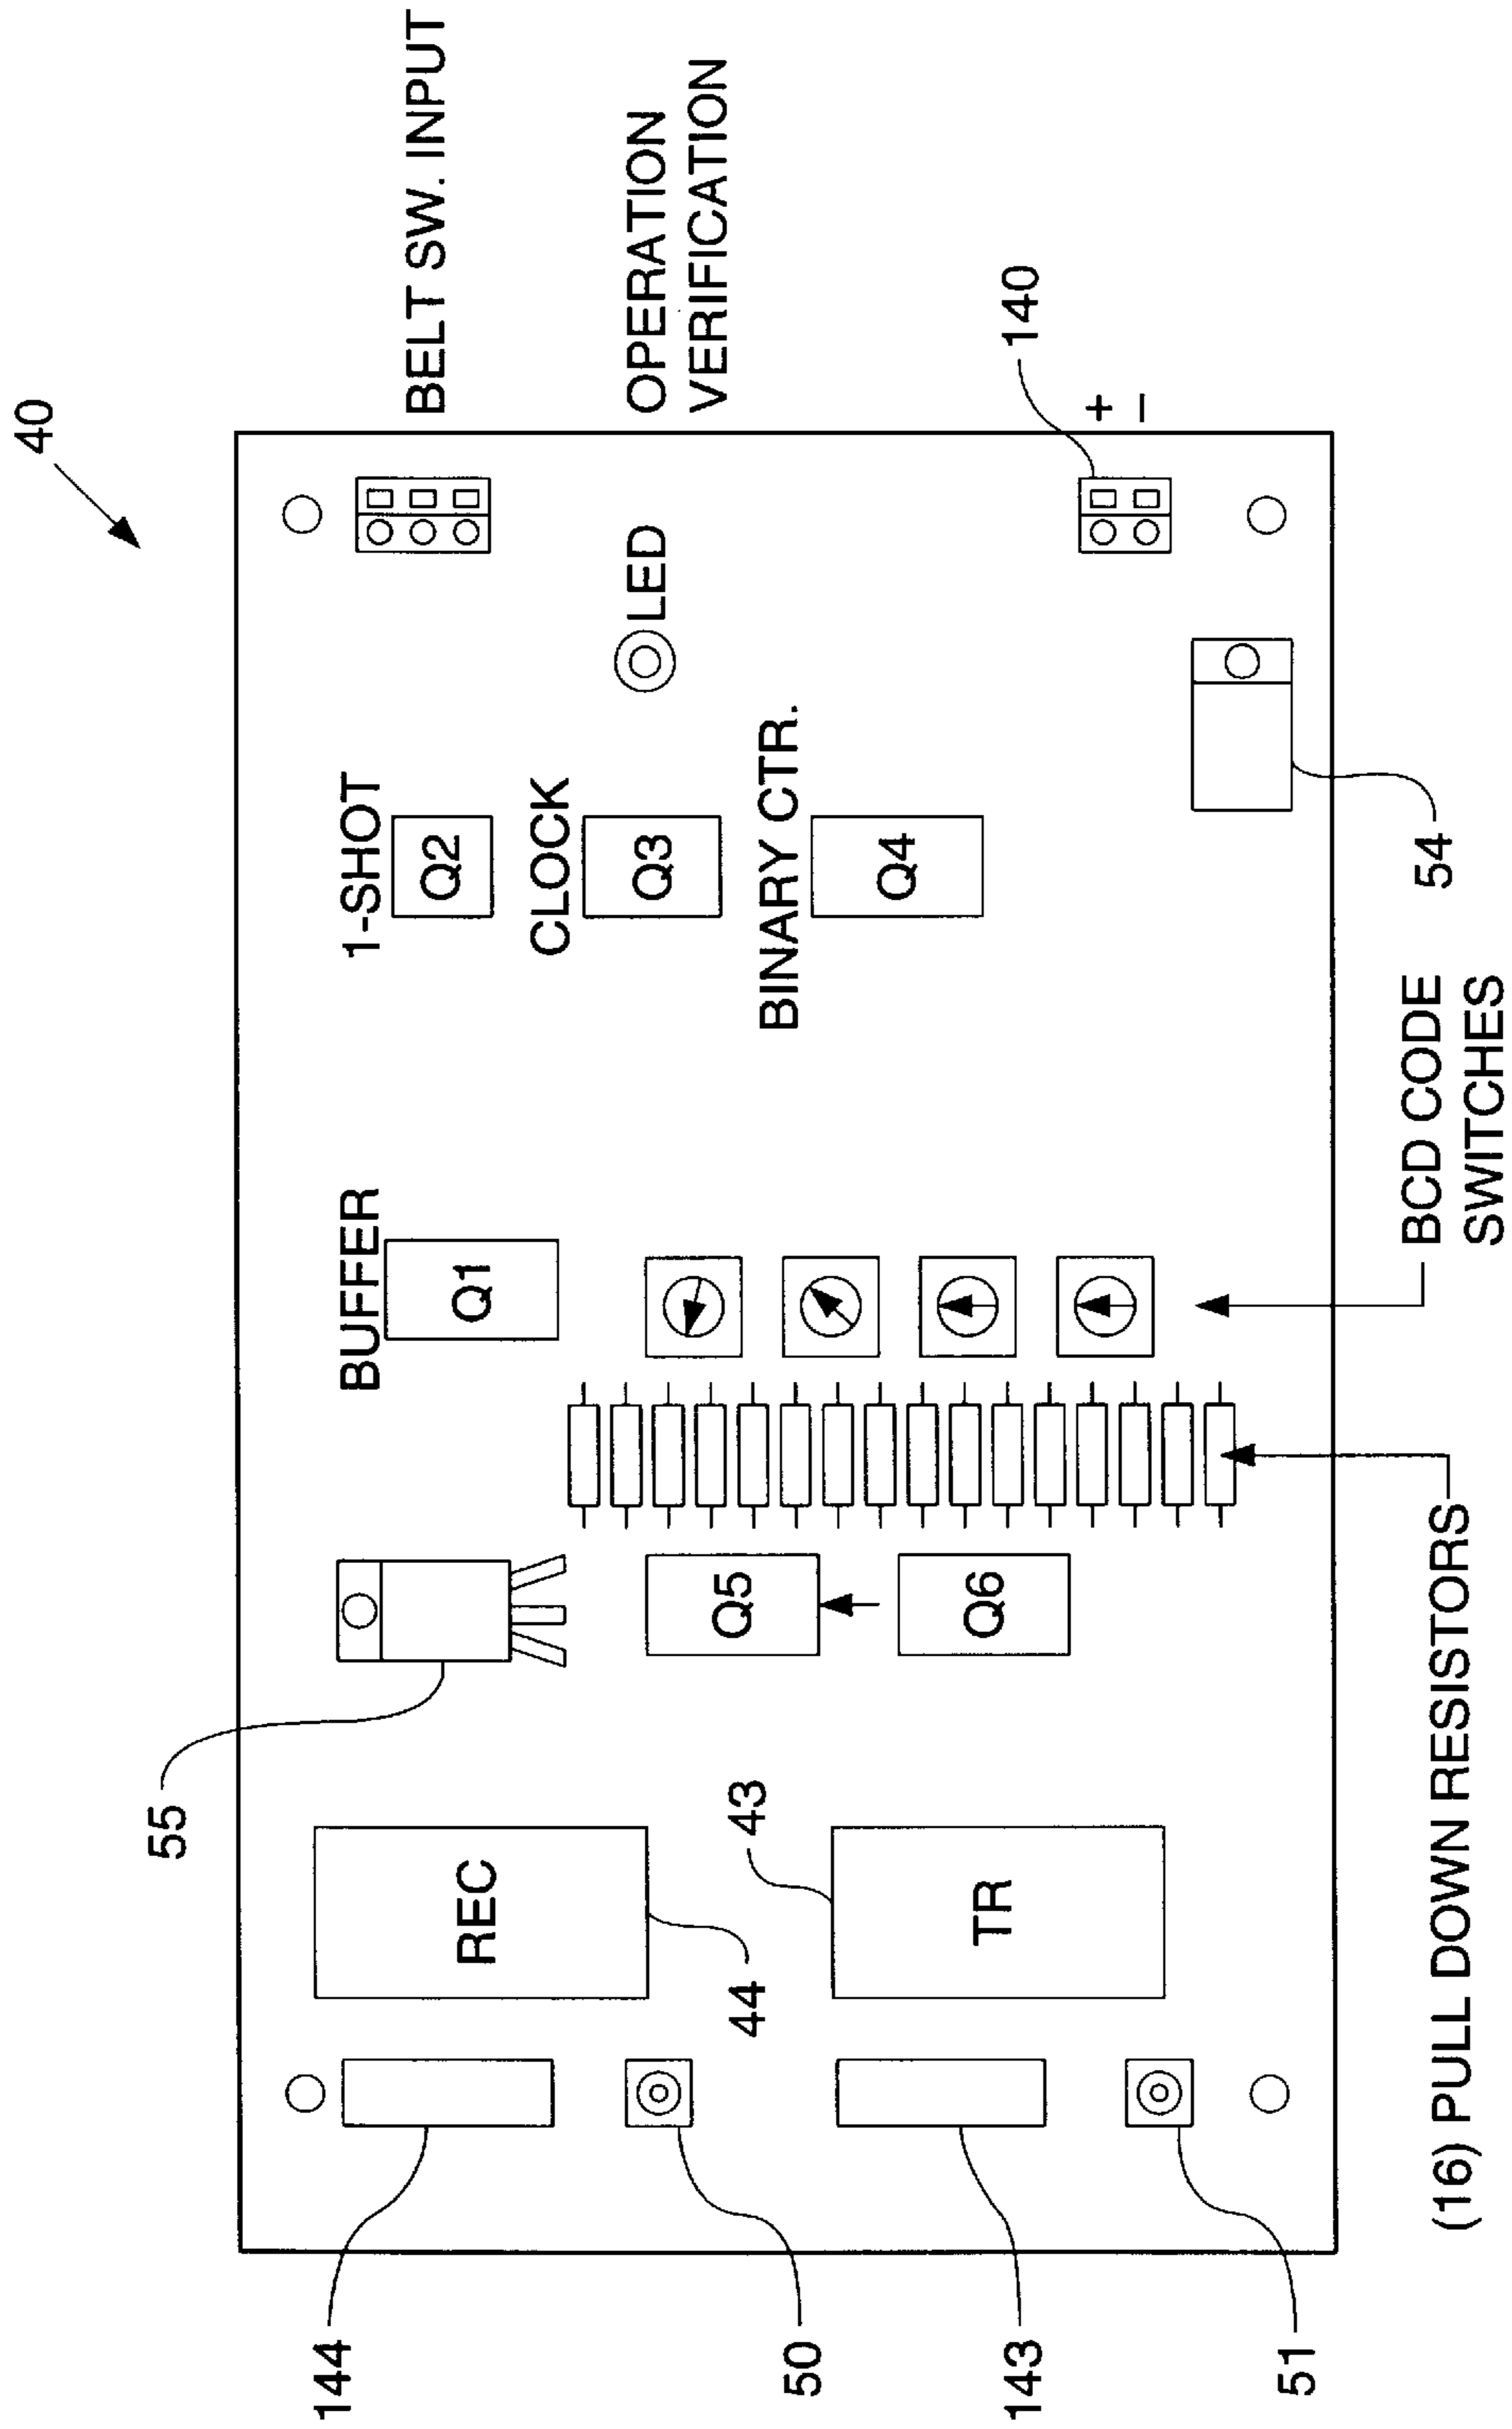 40
BELT SW. INPUT
OPERATION
VERIFICATION
140
+
−
LED
1-SHOT
Q2
CLOCK
Q3
BINARY CTR.
Q4
54
BUFFER
Q1
BCD CODE
SWITCHES
(16) PULL DOWN RESISTORS
55
Q5
Q6
REC
44
43
TR
144
50
143
51